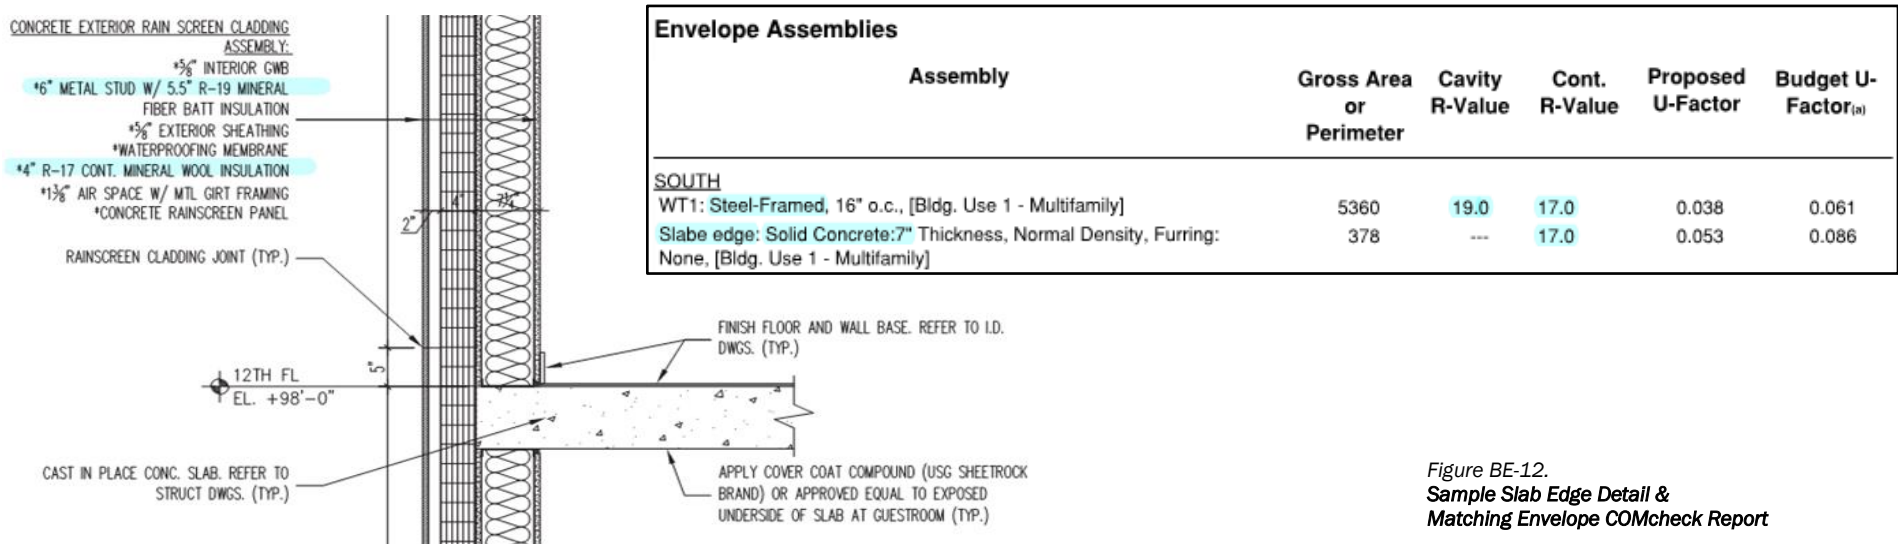 CONCRETE EXTERIOR RAIN SCREEN CLADDING
ASSEMBLY:
*5/8" INTERIOR GWB
*6" METAL STUD W/ 5.5" R-19 MINERAL
FIBER BATT INSULATION
*5/8" EXTERIOR SHEATHING
*WATERPROOFING MEMBRANE
*4" R-17 CONT. MINERAL WOOL INSULATION
*1 3/8" AIR SPACE W/ MTL GIRT FRAMING
*CONCRETE RAINSCREEN PANEL
2" 4" 7 1/4"
RAINSCREEN CLADDING JOINT (TYP.)
5"
12TH FL
EL. +98'-0"
CAST IN PLACE CONC. SLAB. REFER TO
STRUCT DWGS. (TYP.)
FINISH FLOOR AND WALL BASE. REFER TO I.D.
DWGS. (TYP.)
APPLY COVER COAT COMPOUND (USG SHEETROCK
BRAND) OR APPROVED EQUAL TO EXPOSED
UNDERSIDE OF SLAB AT GUESTROOM (TYP.)
Envelope Assemblies
Assembly Gross Area Cavity Cont. Proposed Budget U-
or R-Value R-Value U-Factor Factor(a)
Perimeter
SOUTH
WT1: Steel-Framed, 16" o.c., [Bldg. Use 1 - Multifamily] 5360 19.0 17.0 0.038 0.061
Slabe edge: Solid Concrete:7" Thickness, Normal Density, Furring: 378 --- 17.0 0.053 0.086
None, [Bldg. Use 1 - Multifamily]
Figure BE-12.
Sample Slab Edge Detail &
Matching Envelope COMcheck Report